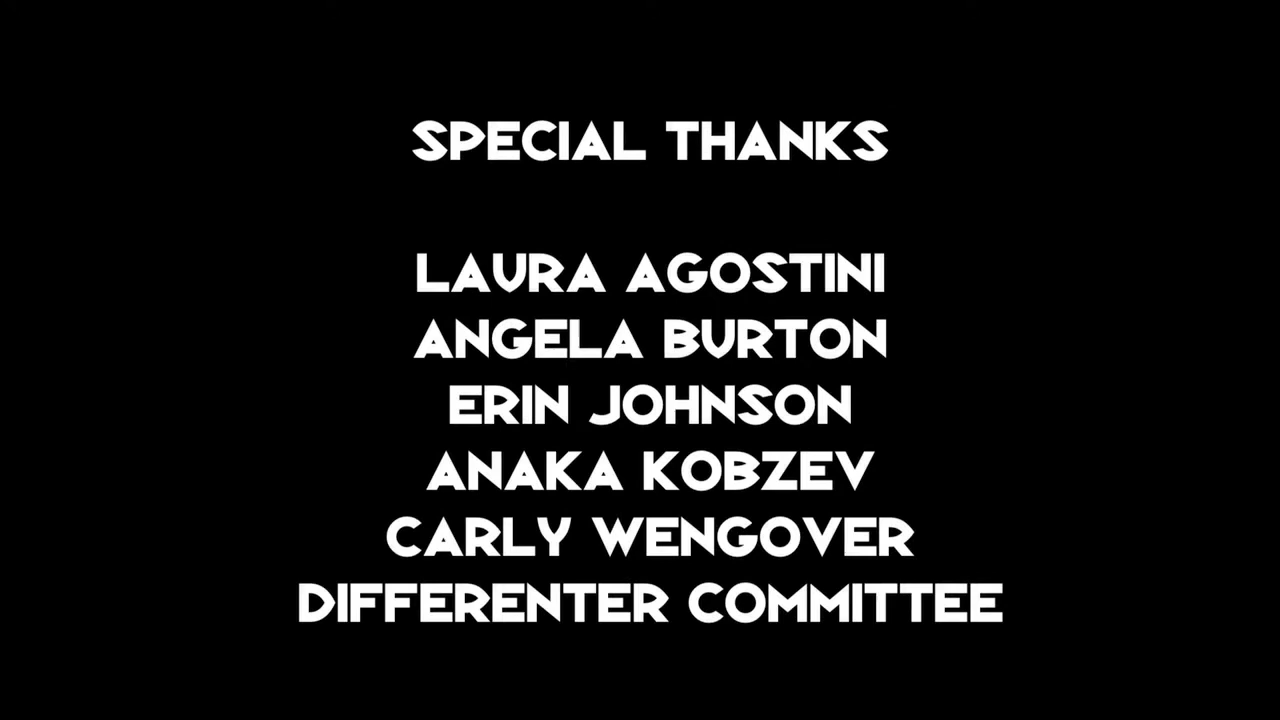 SPECIAL THANKS
LAURA AGOSTINI
ANGELA BURTON
ERIN JOHNSON
ANAKA KOBZEV
CARLY WENGOVER
DIFFERENTER COMMITTEE